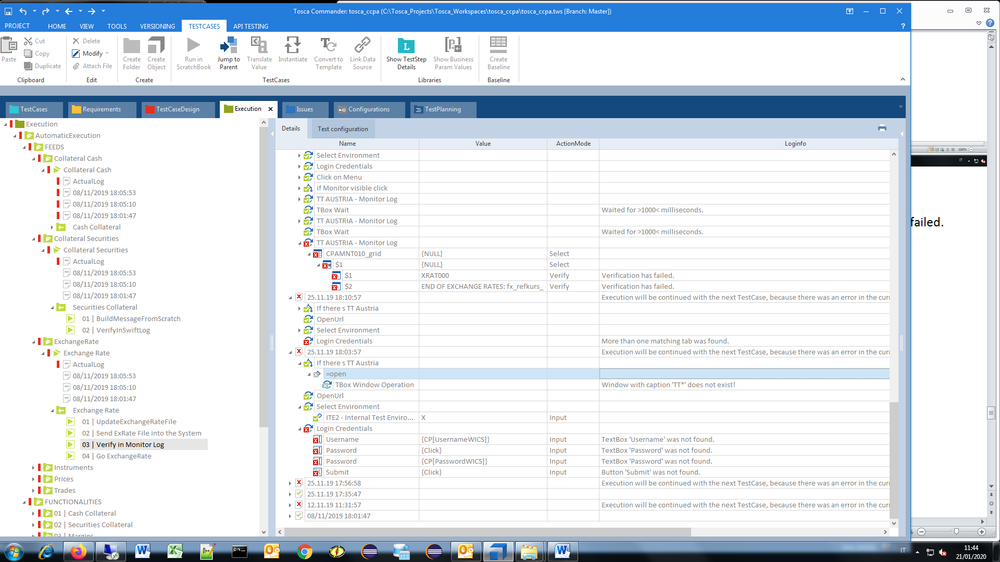 Tosca Commander: tosca_ccpa (C:\Tosca_Projects\Tosca_Workspaces\tosca_ccpa\tosca_ccpa.tws [Branch: Master])
PROJECT HOME VIEW TOOLS VERSIONING TESTCASES API TESTING ?
Paste
Cut
Copy
Duplicate
Clipboard
Delete
Modify
Attach File
Edit
Create Folder
Create Object
Create
Run in ScratchBook
Jump to Parent
Translate Value
Instantiate
Convert to Template
Link Data Source
TestCases
Show TestStep Details
Show Business Param Values
Libraries
Create Baseline
Baseline
TestCases Requirements TestCaseDesign Execution Issues Configurations TestPlanning
Execution
AutomaticExecution
FEEDS
Collateral Cash
Collateral Cash
ActualLog
08/11/2019 18:05:53
08/11/2019 18:05:10
08/11/2019 18:01:47
Cash Collateral
Collateral Securities
Collateral Securities
ActualLog
08/11/2019 18:05:53
08/11/2019 18:05:10
08/11/2019 18:01:47
Securities Collateral
01 | BuildMessageFromScratch
02 | VerifyInSwiftLog
ExchangeRate
Exchange Rate
ActualLog
08/11/2019 18:05:53
08/11/2019 18:05:10
08/11/2019 18:01:47
Exchange Rate
01 | UpdateExchangeRateFile
02 | Send ExRate File into the System
03 | Verify in Monitor Log
04 | Go ExchangeRate
Instruments
Prices
Trades
FUNCTIONALITIES
01 | Cash Collateral
02 | Securities Collateral
03 | Margins
Details Test configuration
Name Value ActionMode Loginfo
Select Environment
Login Credentials
Click on Menu
if Monitor visible click
TT AUSTRIA - Monitor Log
TBox Wait Waited for >1000< milliseconds.
TT AUSTRIA - Monitor Log
TBox Wait Waited for >1000< milliseconds.
TT AUSTRIA - Monitor Log
CPAMNT010_grid {NULL} Select
$1 {NULL} Select
$1 XRAT000 Verify Verification has failed.
$2 END OF EXCHANGE RATES: fx_refkurs_ Verify Verification has failed.
25.11.19 18:10:57 Execution will be continued with the next TestCase, because there was an error in the curr
If there s TT Austria
OpenUrl
Select Environment
Login Credentials More than one matching tab was found.
25.11.19 18:03:57 Execution will be continued with the next TestCase, because there was an error in the curr
If there s TT Austria
=open
TBox Window Operation Window with caption 'TT*' does not exist!
OpenUrl
Select Environment
ITE2 - Internal Test Enviro... X Input
Login Credentials
Username {CP[UsernameWICS]} Input TextBox 'Username' was not found.
Password {Click} Input TextBox 'Password' was not found.
Password {CP[PasswordWICS]} Input TextBox 'Password' was not found.
Submit {Click} Input Button 'Submit' was not found.
25.11.19 17:56:58 Execution will be continued with the next TestCase, because there was an error in the curr
25.11.19 17:35:47
12.11.19 11:31:57 Execution will be continued with the next TestCase, because there was an error in the curr
08/11/2019 18:01:47
180%
IT
failed.
%
IT
11:44
21/01/2020